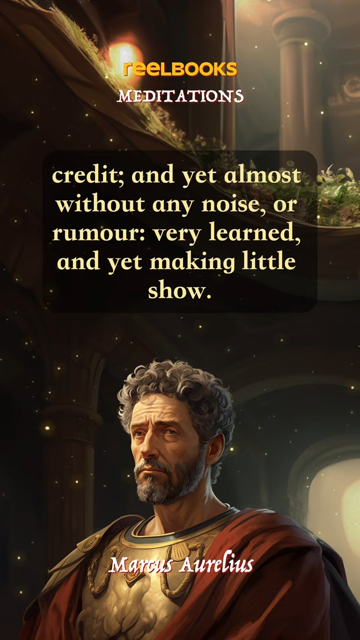 reelBOOKS
MEDITATIONS
credit; and yet almost
without any noise, or
rumour: very learned,
and yet making little
show.
Marcus Aurelius